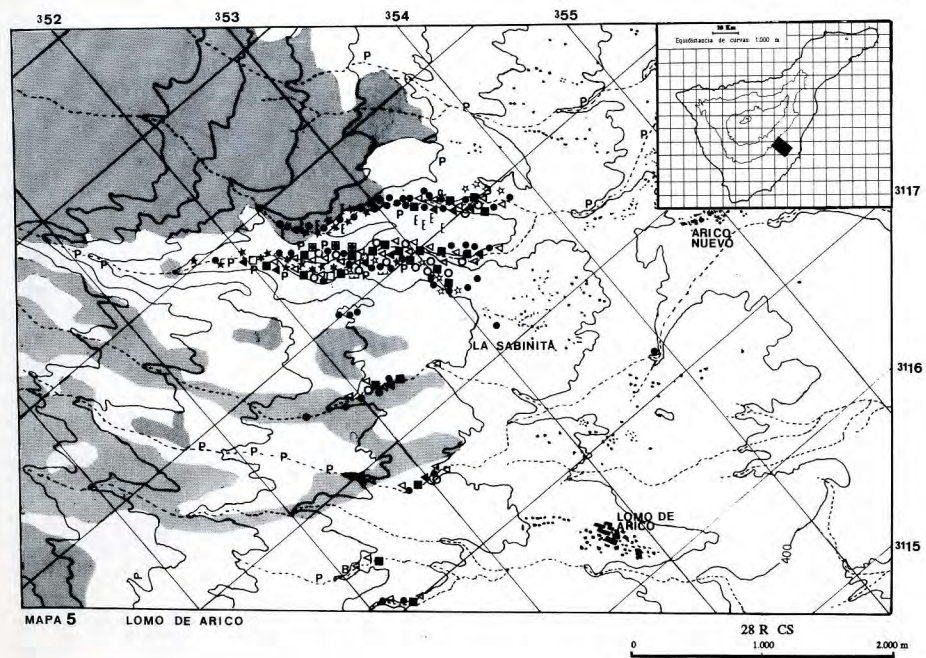 352 353 354 355
10 Km
Equidistancia de curvas: 1.000 m
3117
ARICO
NUEVO
LA SABINITA
3116
LOMO DE
ARICO
400
3115
MAPA 5 LOMO DE ARICO
28 R CS
0 1.000 2.000 m